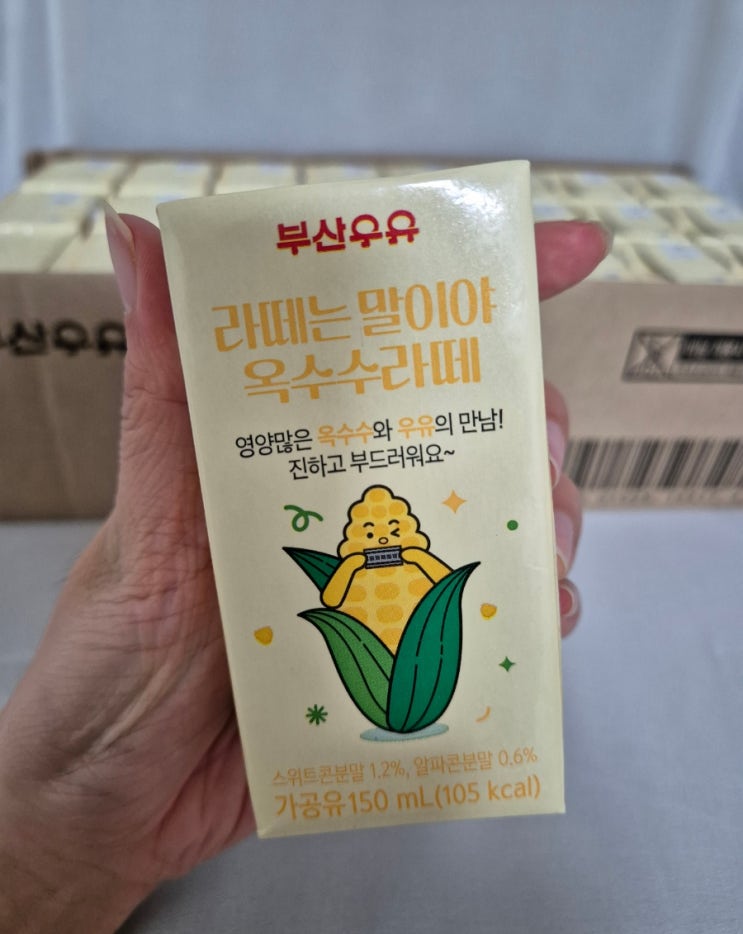 부산우유
라떼는 말이야
옥수수라떼
영양많은 옥수수와 우유의 만남!
진하고 부드러워요~
스위트콘분말 1.2%, 알파콘분말 0.6%
가공유 150 mL(105 kcal)
산우유